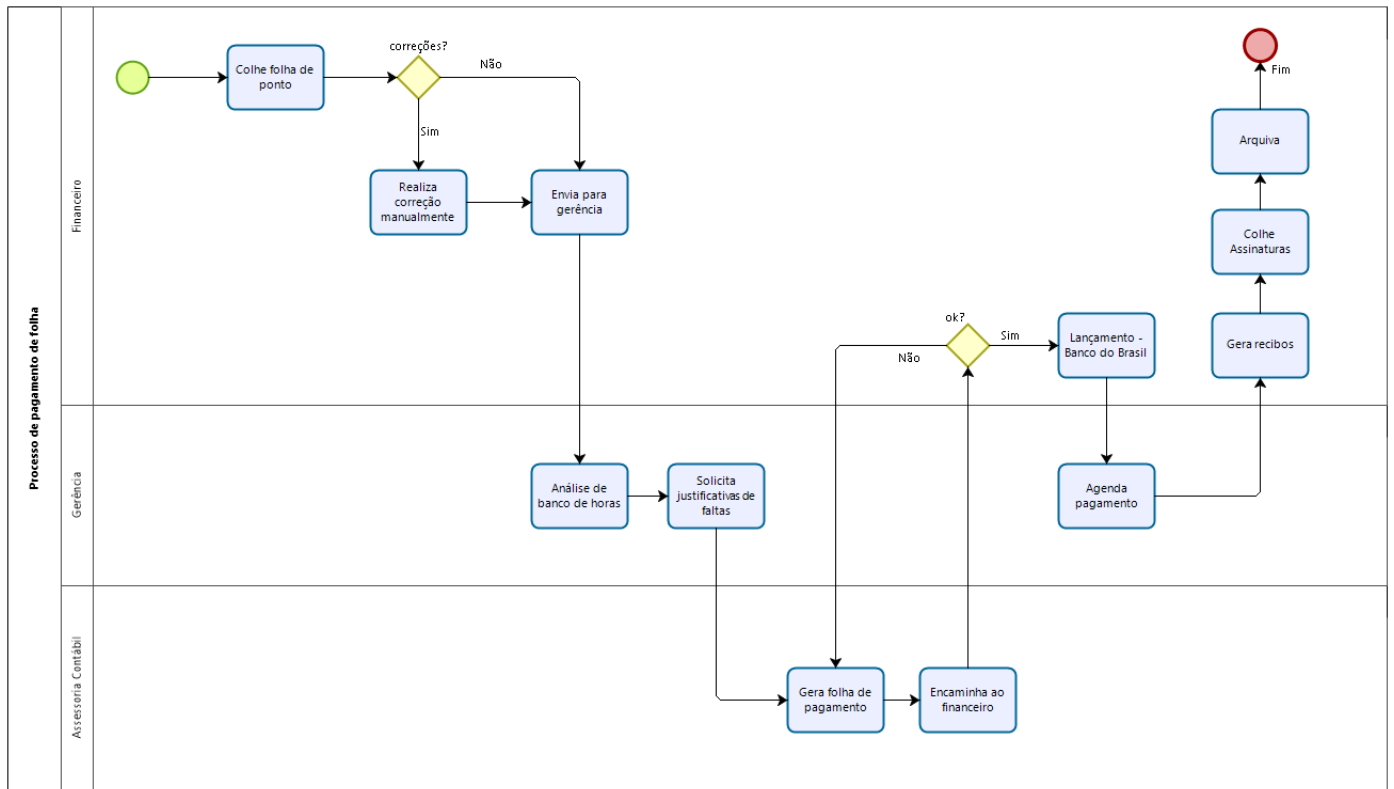 Processo de pagamento de folha
Financeiro
Colhe folha de
ponto
correções?
Não
Sim
Realiza
correção
manualmente
Envia para
gerência
ok?
Sim
Não
Lançamento -
Banco do Brasil
Fim
Arquiva
Colhe
Assinaturas
Gera recibos
Gerência
Análise de
banco de horas
Solicita
justificativas de
faltas
Agenda
pagamento
Assessoria Contábil
Gera folha de
pagamento
Encaminha ao
financeiro